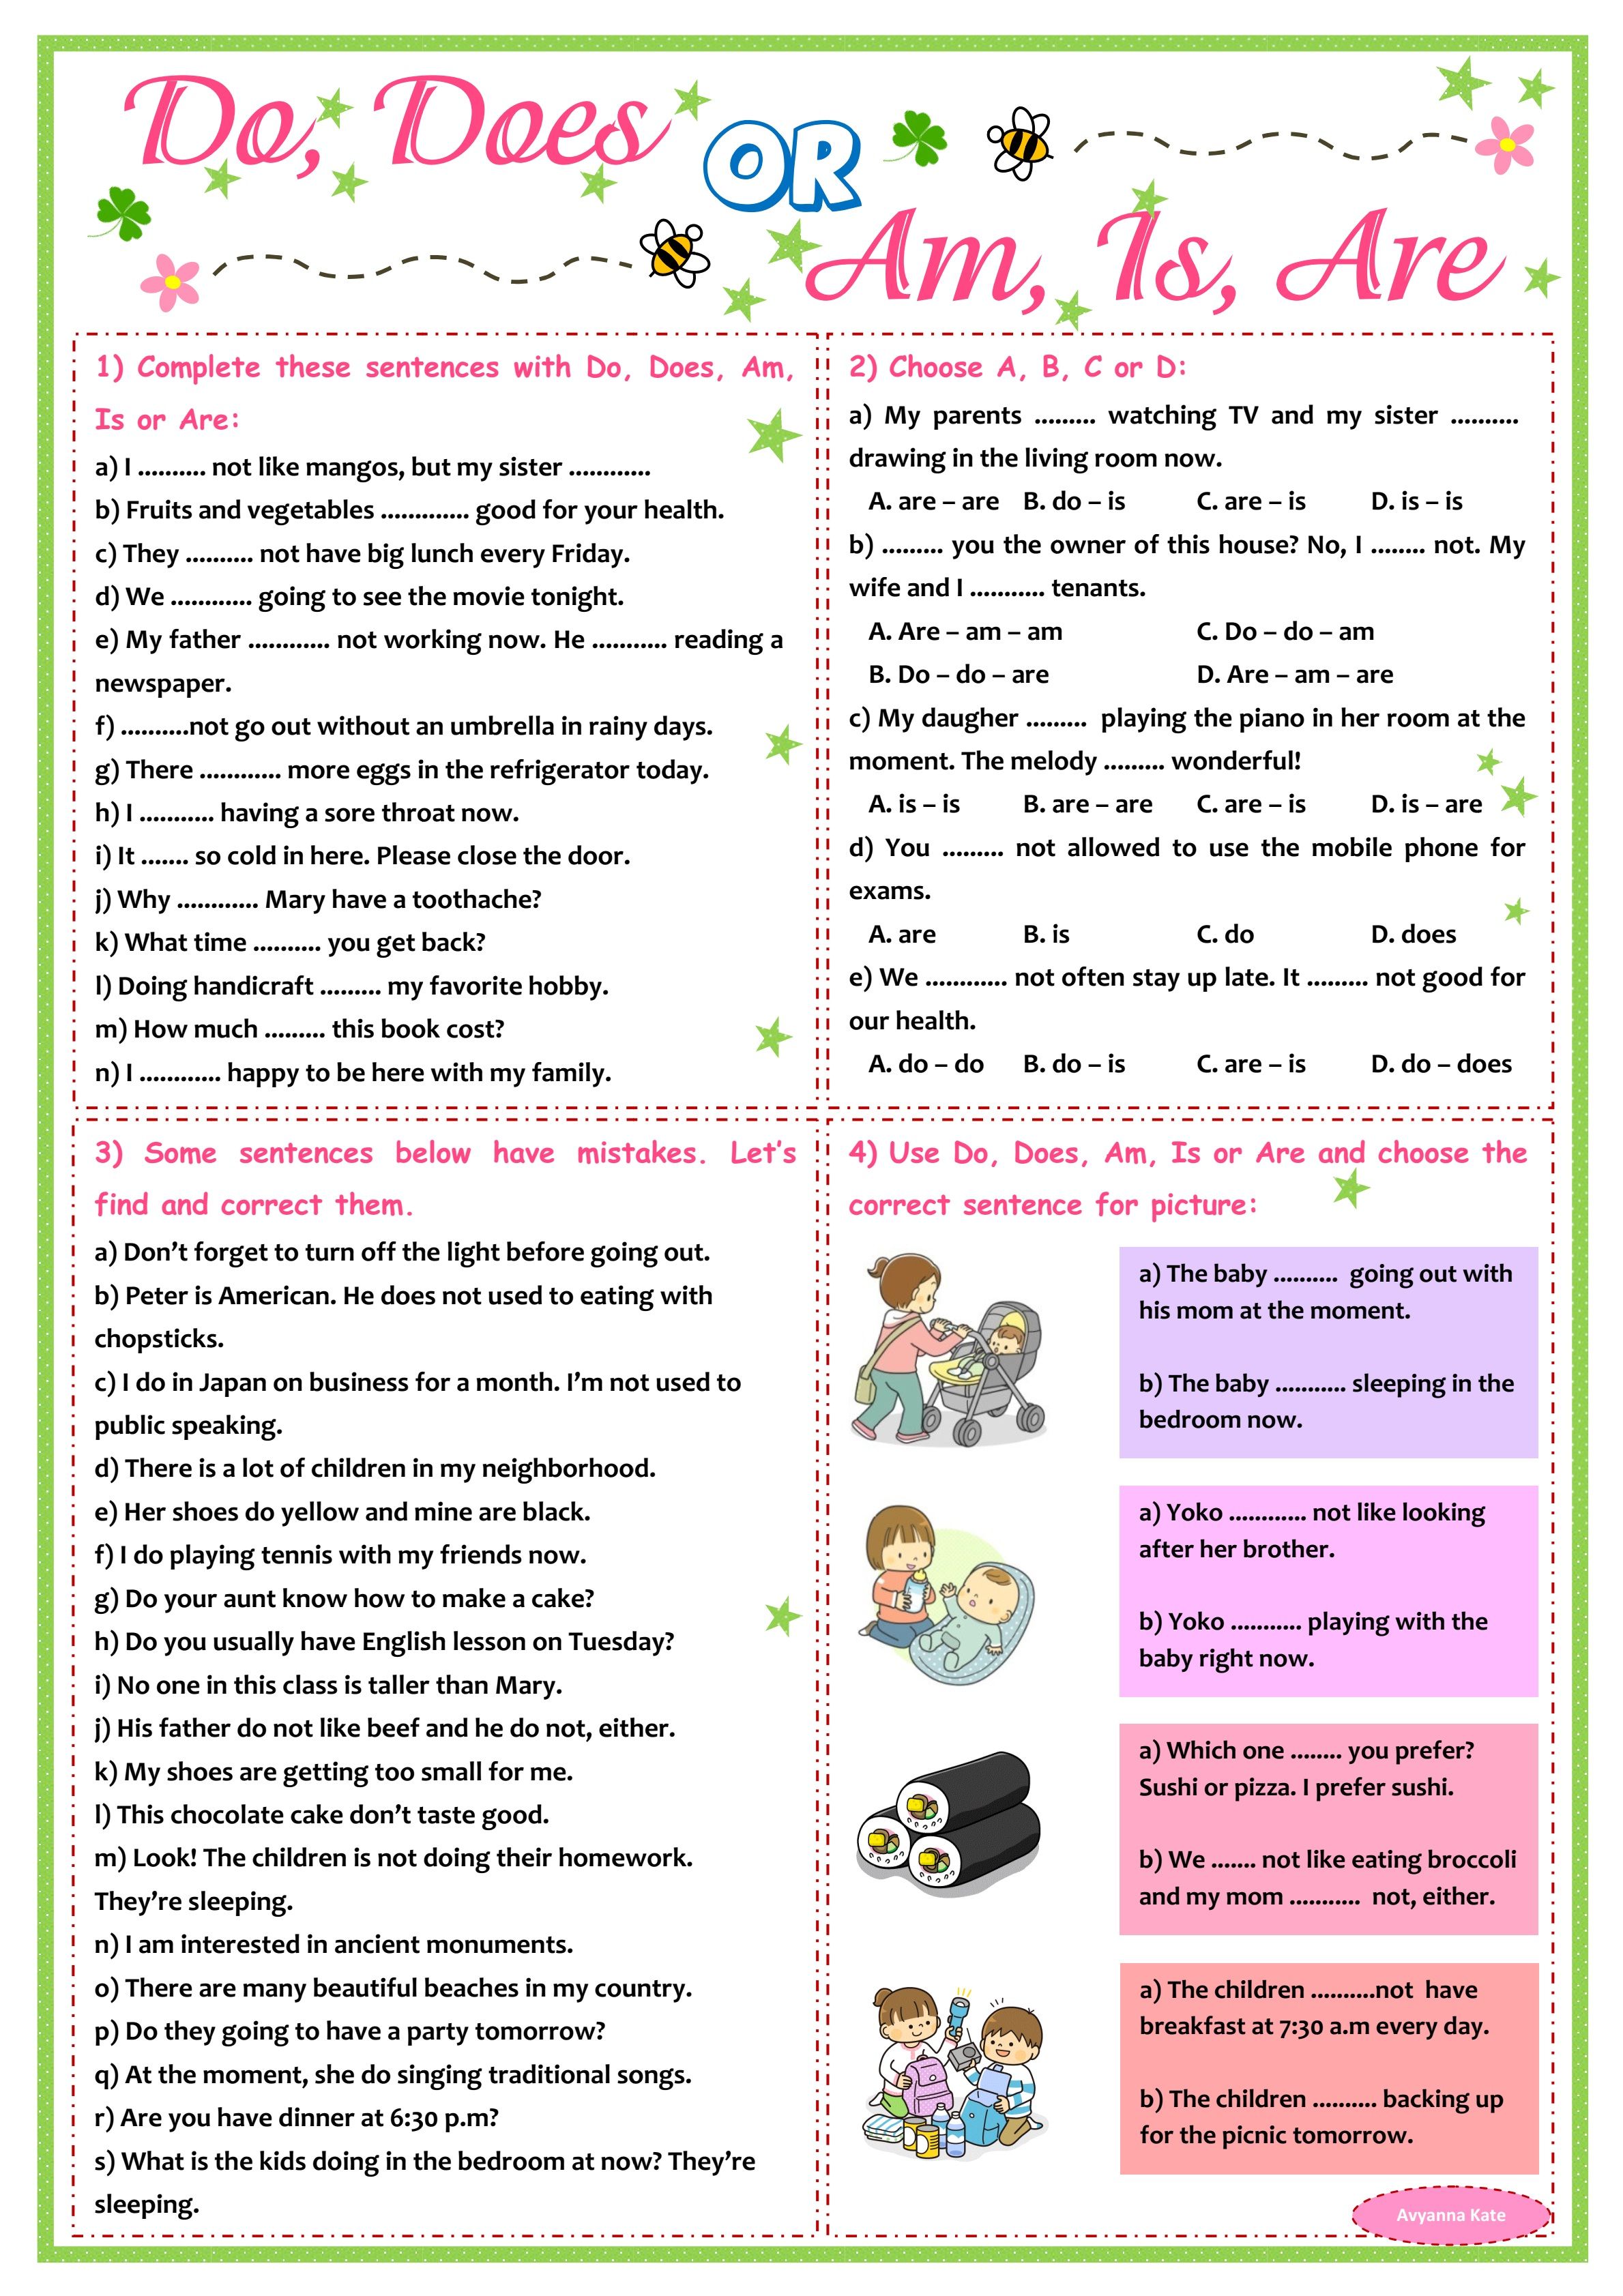 Do, Does
OR
Am, Is, Are
1) Complete these sentences with Do, Does, Am,
Is or Are:
a) I .......... not like mangos, but my sister ............
b) Fruits and vegetables ............. good for your health.
c) They .......... not have big lunch every Friday.
d) We ............ going to see the movie tonight.
e) My father ............ not working now. He ........... reading a
newspaper.
f) ..........not go out without an umbrella in rainy days.
g) There ............ more eggs in the refrigerator today.
h) I ........... having a sore throat now.
i) It ....... so cold in here. Please close the door.
j) Why ............ Mary have a toothache?
k) What time .......... you get back?
l) Doing handicraft ......... my favorite hobby.
m) How much ......... this book cost?
n) I ............ happy to be here with my family.
2) Choose A, B, C or D:
a) My parents ......... watching TV and my sister ..........
drawing in the living room now.
A. are – are B. do – is C. are – is D. is – is
b) ......... you the owner of this house? No, I ........ not. My
wife and I ........... tenants.
A. Are – am – am C. Do – do – am
B. Do – do – are D. Are – am – are
c) My daugher ......... playing the piano in her room at the
moment. The melody ......... wonderful!
A. is – is B. are – are C. are – is D. is – are
d) You ......... not allowed to use the mobile phone for
exams.
A. are B. is C. do D. does
e) We ............ not often stay up late. It ......... not good for
our health.
A. do – do B. do – is C. are – is D. do – does
3) Some sentences below have mistakes. Let's
find and correct them.
a) Don't forget to turn off the light before going out.
b) Peter is American. He does not used to eating with
chopsticks.
c) I do in Japan on business for a month. I'm not used to
public speaking.
d) There is a lot of children in my neighborhood.
e) Her shoes do yellow and mine are black.
f) I do playing tennis with my friends now.
g) Do your aunt know how to make a cake?
h) Do you usually have English lesson on Tuesday?
i) No one in this class is taller than Mary.
j) His father do not like beef and he do not, either.
k) My shoes are getting too small for me.
l) This chocolate cake don't taste good.
m) Look! The children is not doing their homework.
They're sleeping.
n) I am interested in ancient monuments.
o) There are many beautiful beaches in my country.
p) Do they going to have a party tomorrow?
q) At the moment, she do singing traditional songs.
r) Are you have dinner at 6:30 p.m?
s) What is the kids doing in the bedroom at now? They're
sleeping.
4) Use Do, Does, Am, Is or Are and choose the
correct sentence for picture:
a) The baby .......... going out with
his mom at the moment.
b) The baby ........... sleeping in the
bedroom now.
a) Yoko ............ not like looking
after her brother.
b) Yoko ........... playing with the
baby right now.
a) Which one ........ you prefer?
Sushi or pizza. I prefer sushi.
b) We ....... not like eating broccoli
and my mom ........... not, either.
a) The children ..........not have
breakfast at 7:30 a.m every day.
b) The children .......... backing up
for the picnic tomorrow.
Avyanna Kate